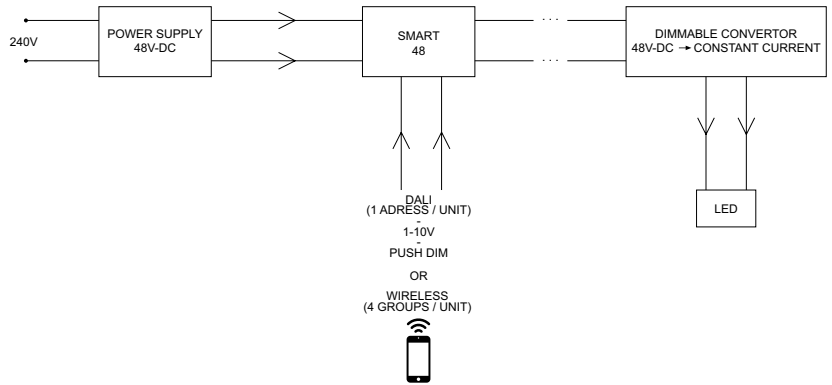 240V
POWER SUPPLY
48V-DC
SMART
48
...
...
DIMMABLE CONVERTOR
48V-DC → CONSTANT CURRENT
LED
DALI
(1 ADRESS / UNIT)
-
1-10V
-
PUSH DIM
OR
WIRELESS
(4 GROUPS / UNIT)